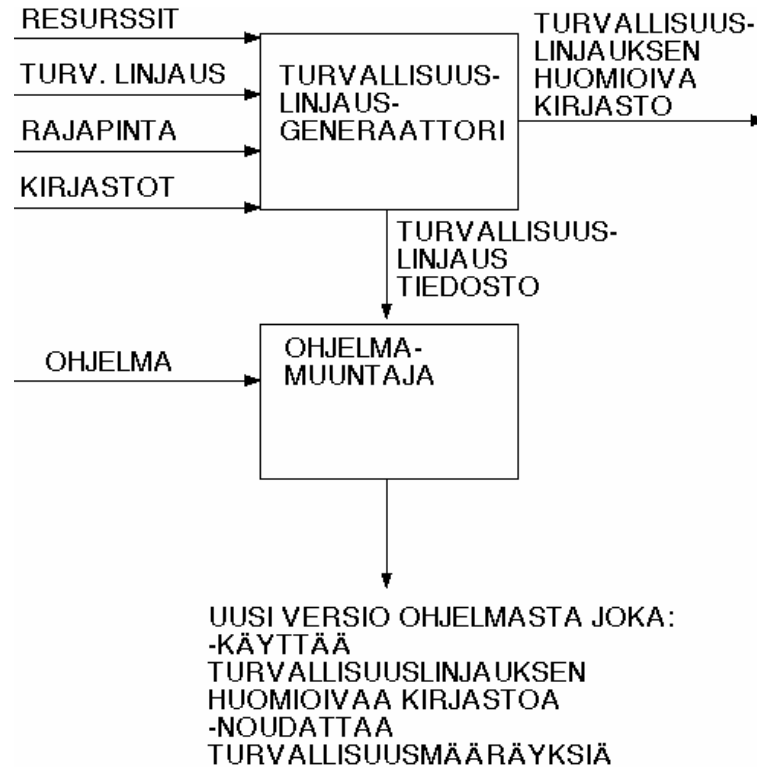 RESURSSIT
TURV. LINJAUS
RAJAPINTA
KIRJASTOT
TURVALLISUUS-
LINJAUS-
GENERAATTORI
TURVALLISUUS-
LINJAUKSEN
HUOMIOIVA
KIRJASTO
TURVALLISUUS-
LINJAUS
TIEDOSTO
OHJELMA
OHJELMA-
MUUNTAJA
UUSI VERSIO OHJELMASTA JOKA:
-KÄYTTÄÄ
TURVALLISUUSLINJAUKSEN
HUOMIOIVAA KIRJASTOA
-NOUDATTAA
TURVALLISUUSMÄÄRÄYKSIÄ